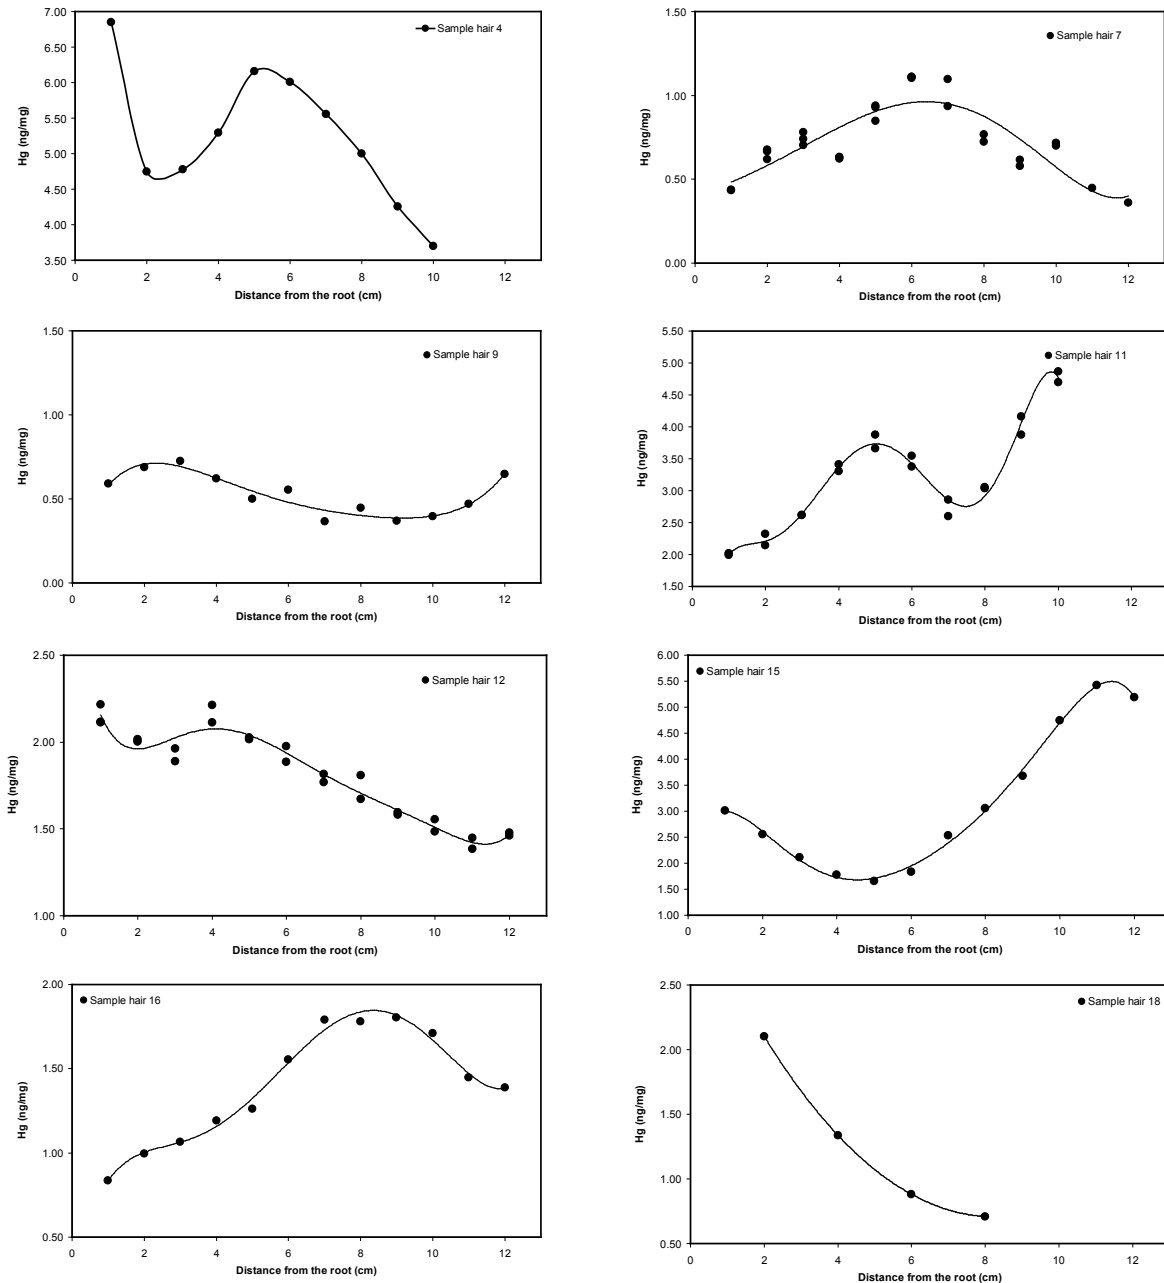 7.00
6.50
6.00
5.50
5.00
4.50
4.00
3.50
Hg (ng/mg)
Sample hair 4
0 2 4 6 8 10 12
Distance from the root (cm)
1.50
1.00
0.50
0.00
Hg (ng/mg)
Sample hair 7
0 2 4 6 8 10 12
Distance from the root (cm)
1.50
1.00
0.50
0.00
Hg (ng/mg)
Sample hair 9
0 2 4 6 8 10 12
Distance from the root (cm)
5.50
5.00
4.50
4.00
3.50
3.00
2.50
2.00
1.50
Hg (ng/mg)
Sample hair 11
0 2 4 6 8 10 12
Distance from the root (cm)
2.50
2.00
1.50
1.00
Hg (ng/mg)
Sample hair 12
0 2 4 6 8 10 12
Distance from the root (cm)
6.00
5.50
5.00
4.50
4.00
3.50
3.00
2.50
2.00
1.50
1.00
Hg (ng/mg)
Sample hair 15
0 2 4 6 8 10 12
Distance from the root (cm)
2.00
1.50
1.00
0.50
Hg (ng/mg)
Sample hair 16
0 2 4 6 8 10 12
Distance from the root (cm)
2.50
2.00
1.50
1.00
0.50
Hg (ng/mg)
Sample hair 18
0 2 4 6 8 10 12
Distance from the root (cm)